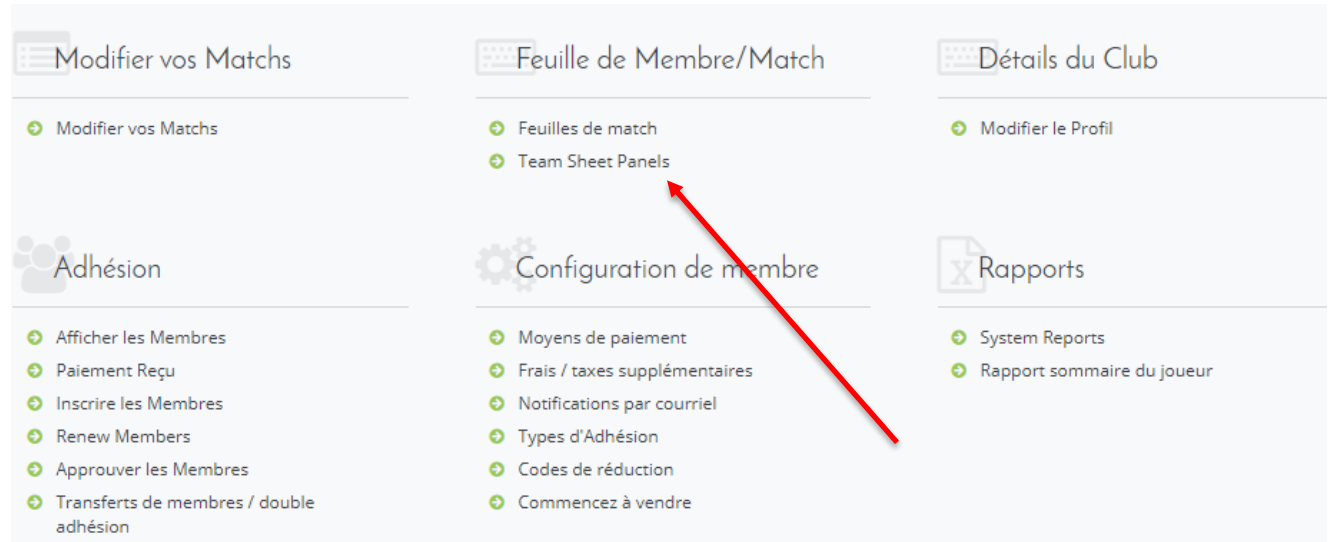 Modifier vos Matchs
Modifier vos Matchs
Feuille de Membre/Match
Feuilles de match
Team Sheet Panels
Détails du Club
Modifier le Profil
Adhésion
Afficher les Membres
Paiement Reçu
Inscrire les Membres
Renew Members
Approuver les Membres
Transferts de membres / double
adhésion
Configuration de membre
Moyens de paiement
Frais / taxes supplémentaires
Notifications par courriel
Types d'Adhésion
Codes de réduction
Commencez à vendre
X
Rapports
System Reports
Rapport sommaire du joueur